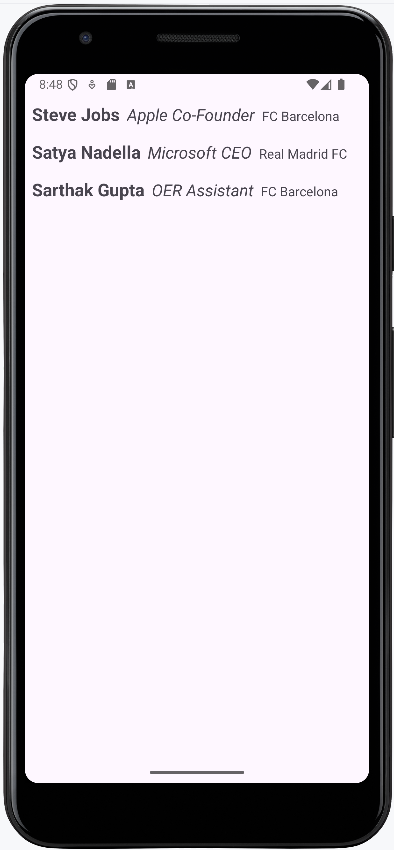 8:48
Steve Jobs Apple Co-Founder FC Barcelona
Satya Nadella Microsoft CEO Real Madrid FC
Sarthak Gupta OER Assistant FC Barcelona